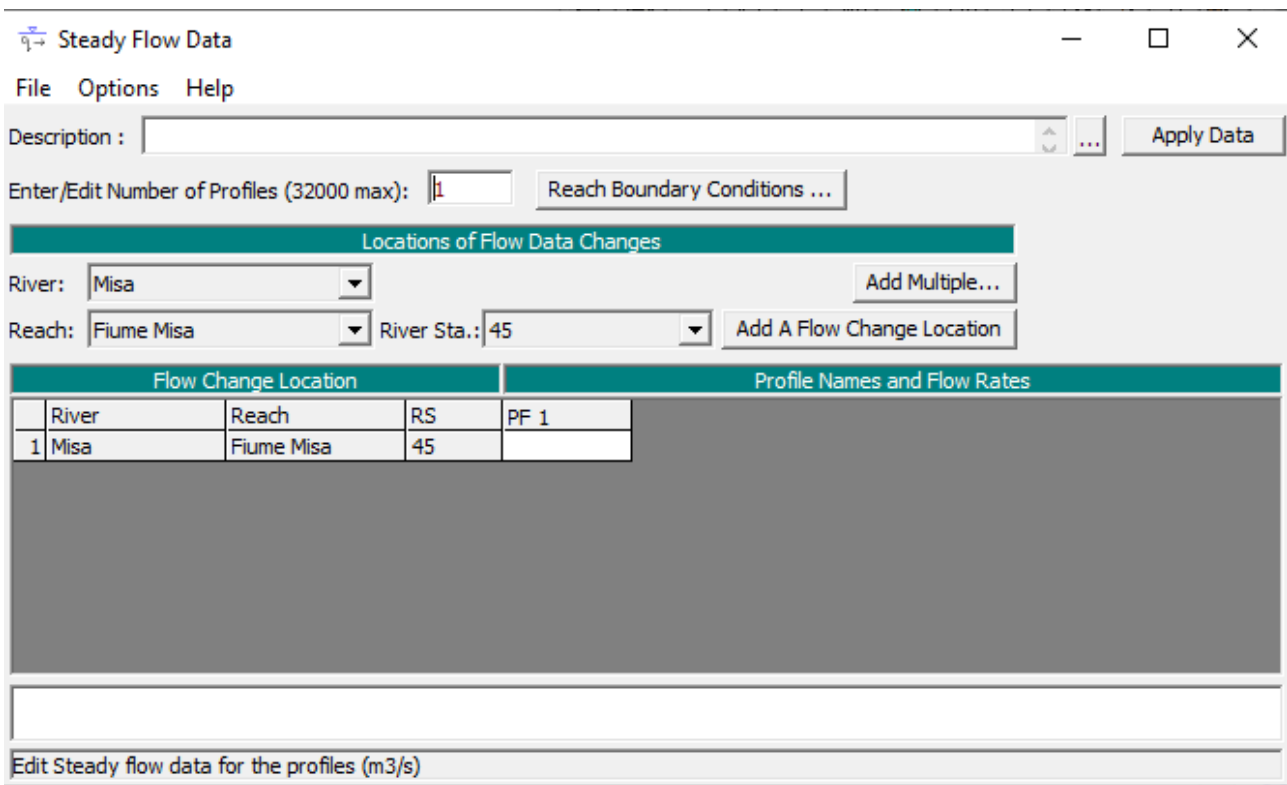 Steady Flow Data
File Options Help
Description : ... Apply Data
Enter/Edit Number of Profiles (32000 max): 1 Reach Boundary Conditions ...
Locations of Flow Data Changes
River: Misa Add Multiple...
Reach: Fiume Misa River Sta.: 45 Add A Flow Change Location
Flow Change Location Profile Names and Flow Rates
River Reach RS PF 1
1 Misa Fiume Misa 45
Edit Steady flow data for the profiles (m3/s)